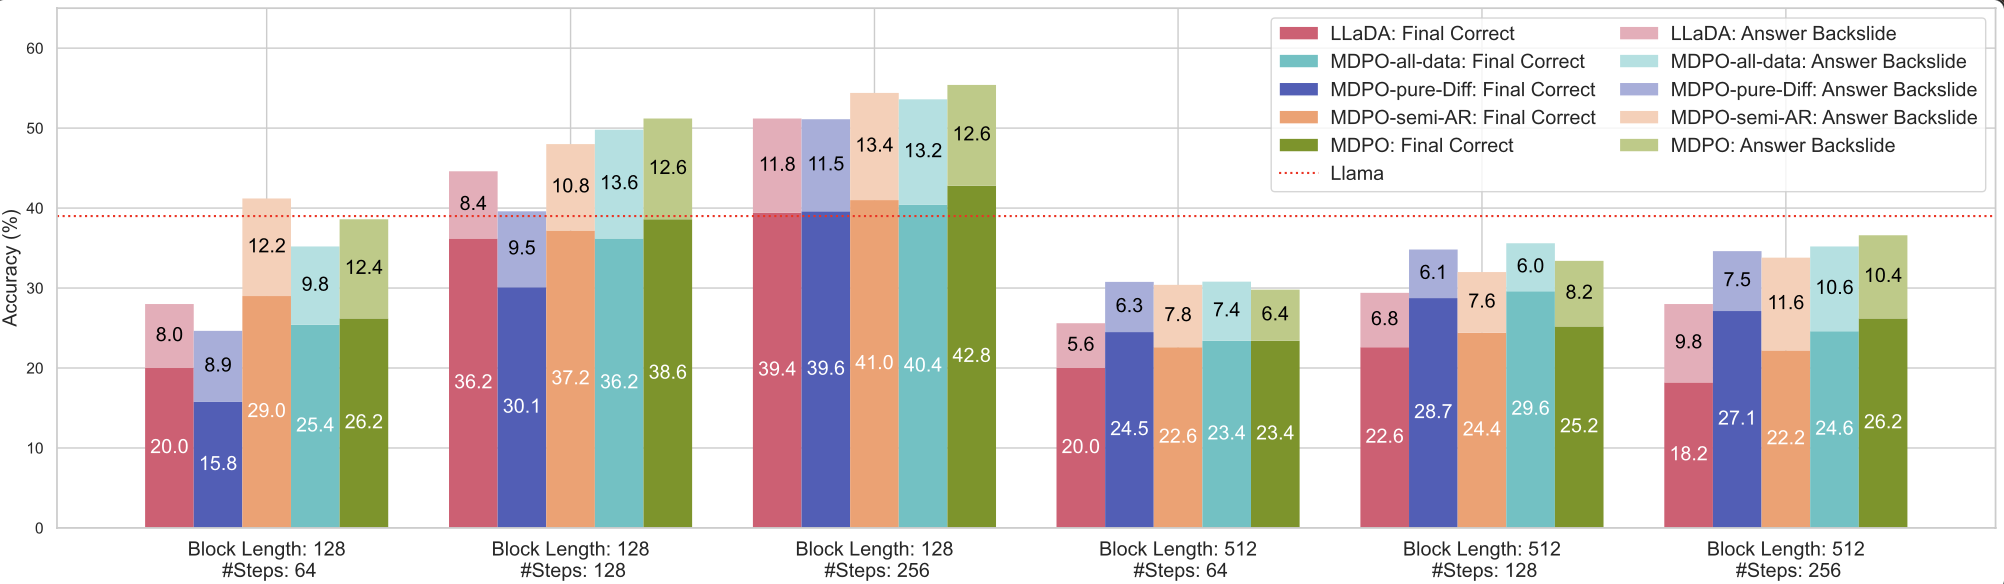 LLaDA: Final Correct
MDPO-all-data: Final Correct
MDPO-pure-Diff: Final Correct
MDPO-semi-AR: Final Correct
MDPO: Final Correct
Llama
LLaDA: Answer Backslide
MDPO-all-data: Answer Backslide
MDPO-pure-Diff: Answer Backslide
MDPO-semi-AR: Answer Backslide
MDPO: Answer Backslide
Accuracy (%)
60
50
40
30
20
10
0
8.0
20.0
8.9
15.8
12.2
29.0
9.8
25.4
12.4
26.2
8.4
36.2
9.5
30.1
10.8
37.2
13.6
36.2
12.6
38.6
11.8
39.4
11.5
39.6
13.4
41.0
13.2
40.4
12.6
42.8
5.6
20.0
6.3
24.5
7.8
22.6
7.4
23.4
6.4
23.4
6.8
22.6
6.1
28.7
7.6
24.4
6.0
29.6
8.2
25.2
9.8
18.2
7.5
27.1
11.6
22.2
10.6
24.6
10.4
26.2
Block Length: 128
#Steps: 64
Block Length: 128
#Steps: 128
Block Length: 128
#Steps: 256
Block Length: 512
#Steps: 64
Block Length: 512
#Steps: 128
Block Length: 512
#Steps: 256